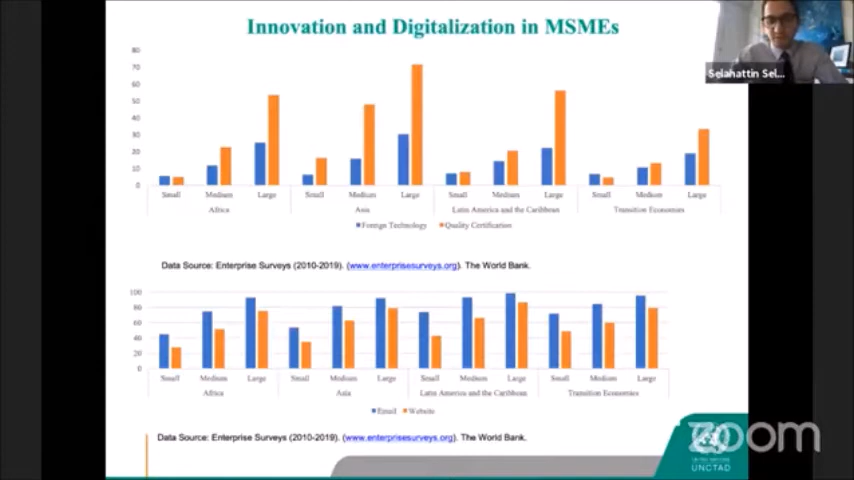 Innovation and Digitalization in MSMEs
Selahattin Sel...
80
70
60
50
40
30
20
10
0
Small Medium Large Small Medium Large Small Medium Large Small Medium Large
Africa Asia Latin America and the Caribbean Transition Economies
Foreign Technology Quality Certification
Data Source: Enterprise Surveys (2010-2019). (www.enterprisesurveys.org). The World Bank.
100
80
60
40
20
0
Small Medium Large Small Medium Large Small Medium Large Small Medium Large
Africa Asia Latin America and the Caribbean Transition Economies
Email Website
Data Source: Enterprise Surveys (2010-2019). (www.enterprisesurveys.org). The World Bank.
zoom
UNITED NATIONS
UNCTAD